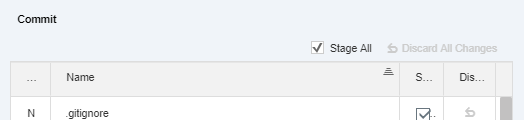 Commit
Stage All Discard All Changes
... Name S... Dis...
N .gitignore